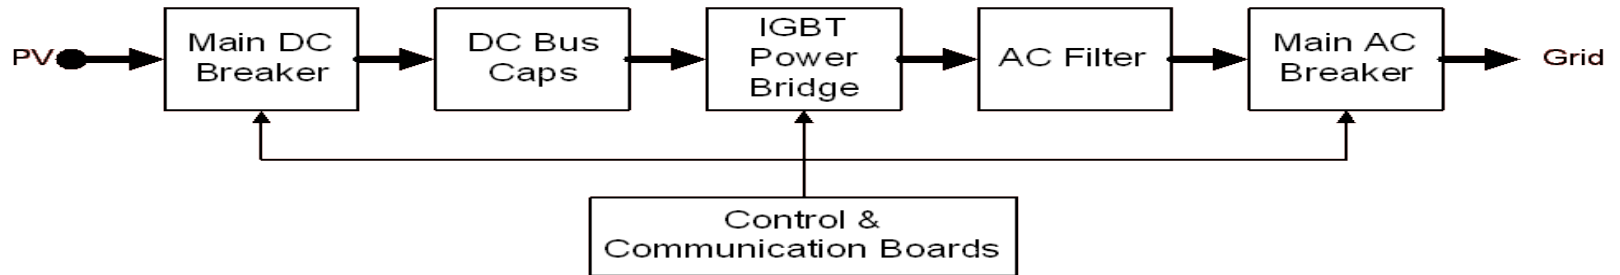 PV
Main DC
Breaker
DC Bus
Caps
IGBT
Power
Bridge
AC Filter
Main AC
Breaker
Grid
Control &
Communication Boards